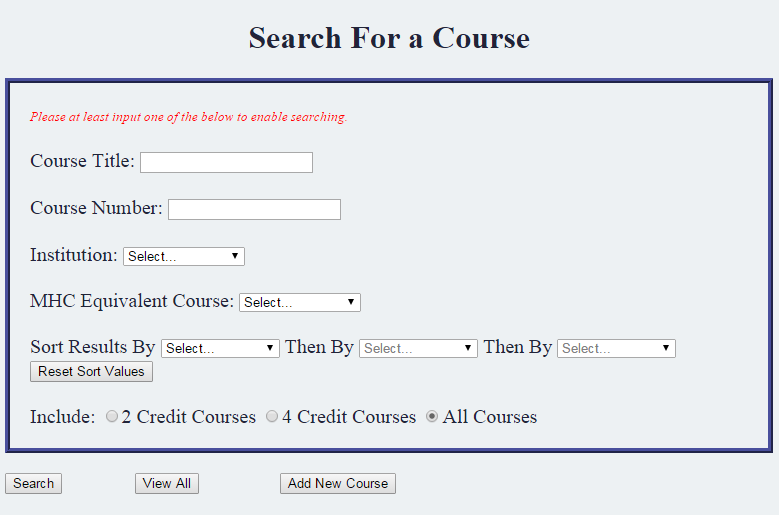 Search For a Course
Please at least input one of the below to enable searching.
Course Title:
Course Number:
Institution: Select...
MHC Equivalent Course: Select...
Sort Results By Select... Then By Select... Then By Select...
Reset Sort Values
Include: 2 Credit Courses 4 Credit Courses All Courses
Search View All Add New Course